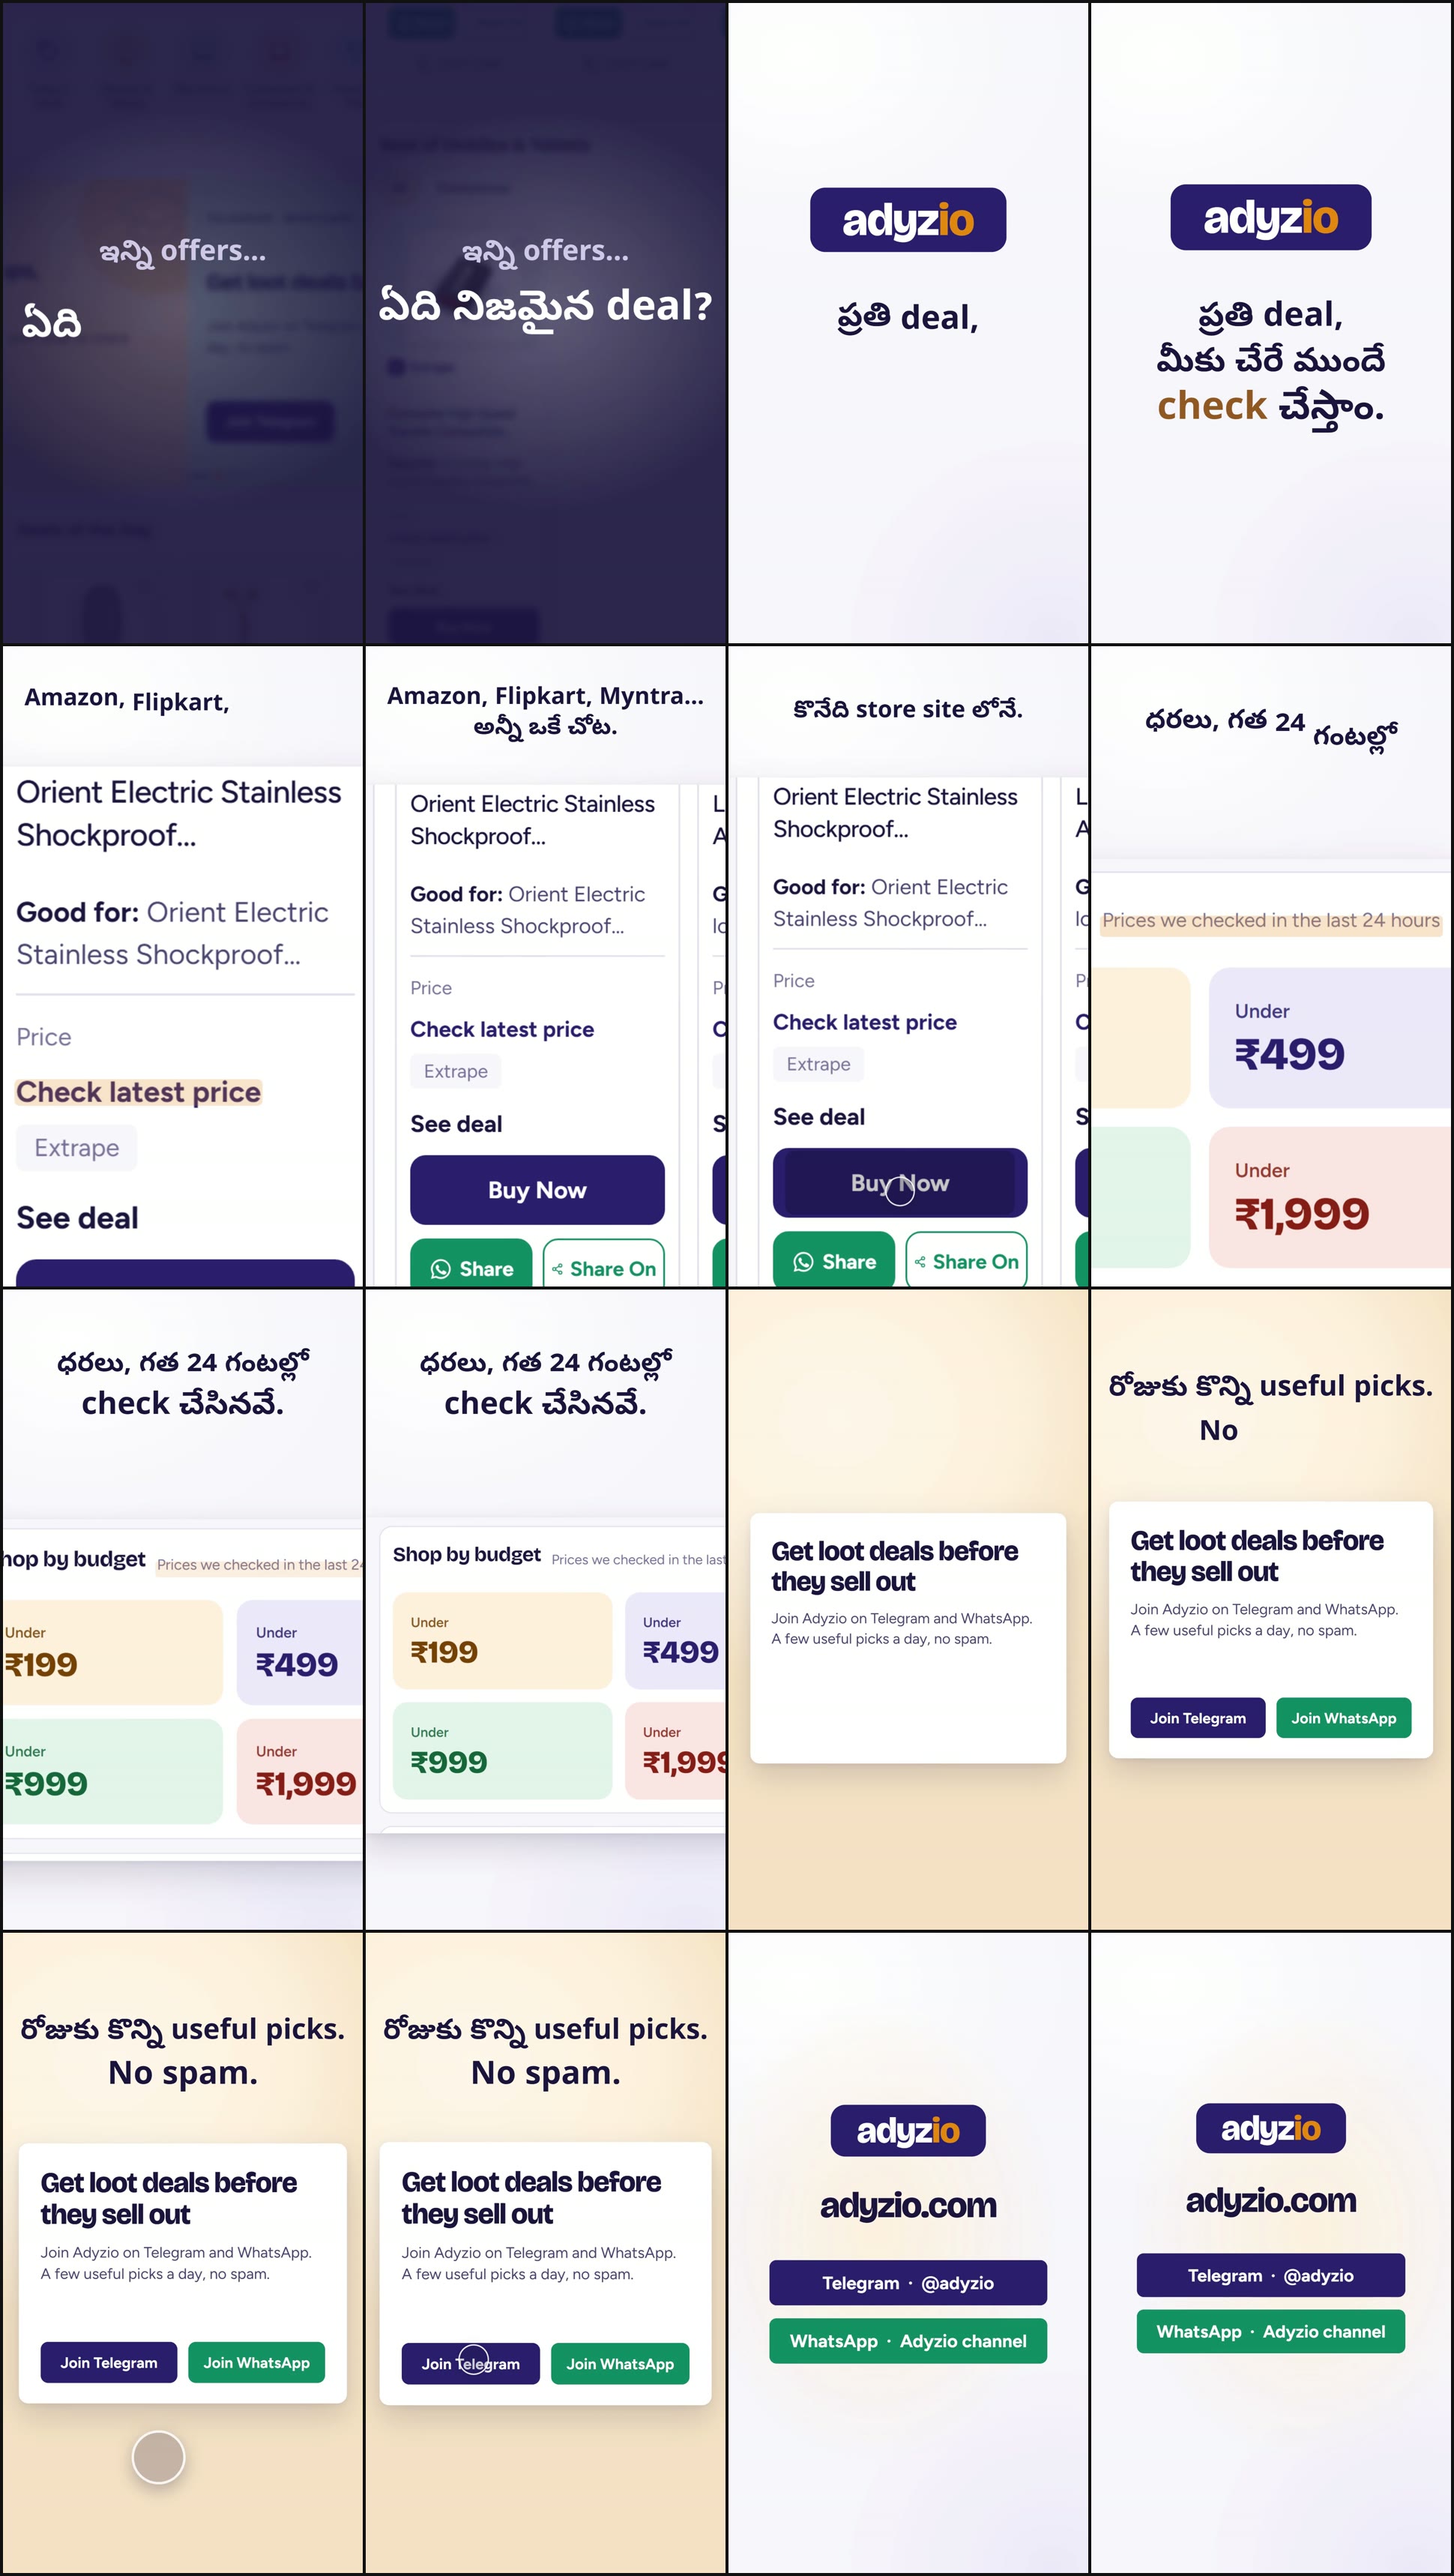 ఇన్ని offers...
ఏది
ఇన్ని offers...
ఏది నిజమైన deal?
adyzio
ప్రతి deal,
adyzio
ప్రతి deal,
మీకు చేరే ముందే
check చేస్తాం.
Amazon, Flipkart,
Orient Electric Stainless
Shockproof...
Good for: Orient Electric
Stainless Shockproof...
Price
Check latest price
Extrape
See deal
Amazon, Flipkart, Myntra...
అన్నీ ఒకే చోట.
Orient Electric Stainless
Shockproof...
Good for: Orient Electric
Stainless Shockproof...
Price
Check latest price
Extrape
See deal
Buy Now
Share
Share On
కొనేది store site లోనే.
Orient Electric Stainless
Shockproof...
Good for: Orient Electric
Stainless Shockproof...
Price
Check latest price
Extrape
See deal
Buy Now
Share
Share On
ధరలు, గత 24 గంటల్లో
Prices we checked in the last 24 hours
Under
₹499
Under
₹1,999
ధరలు, గత 24 గంటల్లో
check చేసినవే.
hop by budget Prices we checked in the last 24
Under
₹199
Under
₹499
Under
₹999
Under
₹1,999
ధరలు, గత 24 గంటల్లో
check చేసినవే.
Shop by budget Prices we checked in the last
Under
₹199
Under
₹499
Under
₹999
Under
₹1,999
Get loot deals before
they sell out
Join Adyzio on Telegram and WhatsApp.
A few useful picks a day, no spam.
రోజుకు కొన్ని useful picks.
No
Get loot deals before
they sell out
Join Adyzio on Telegram and WhatsApp.
A few useful picks a day, no spam.
Join Telegram
Join WhatsApp
రోజుకు కొన్ని useful picks.
No spam.
Get loot deals before
they sell out
Join Adyzio on Telegram and WhatsApp.
A few useful picks a day, no spam.
Join Telegram
Join WhatsApp
రోజుకు కొన్ని useful picks.
No spam.
Get loot deals before
they sell out
Join Adyzio on Telegram and WhatsApp.
A few useful picks a day, no spam.
Join Telegram
Join WhatsApp
adyzio
adyzio.com
Telegram · @adyzio
WhatsApp · Adyzio channel
adyzio
adyzio.com
Telegram · @adyzio
WhatsApp · Adyzio channel